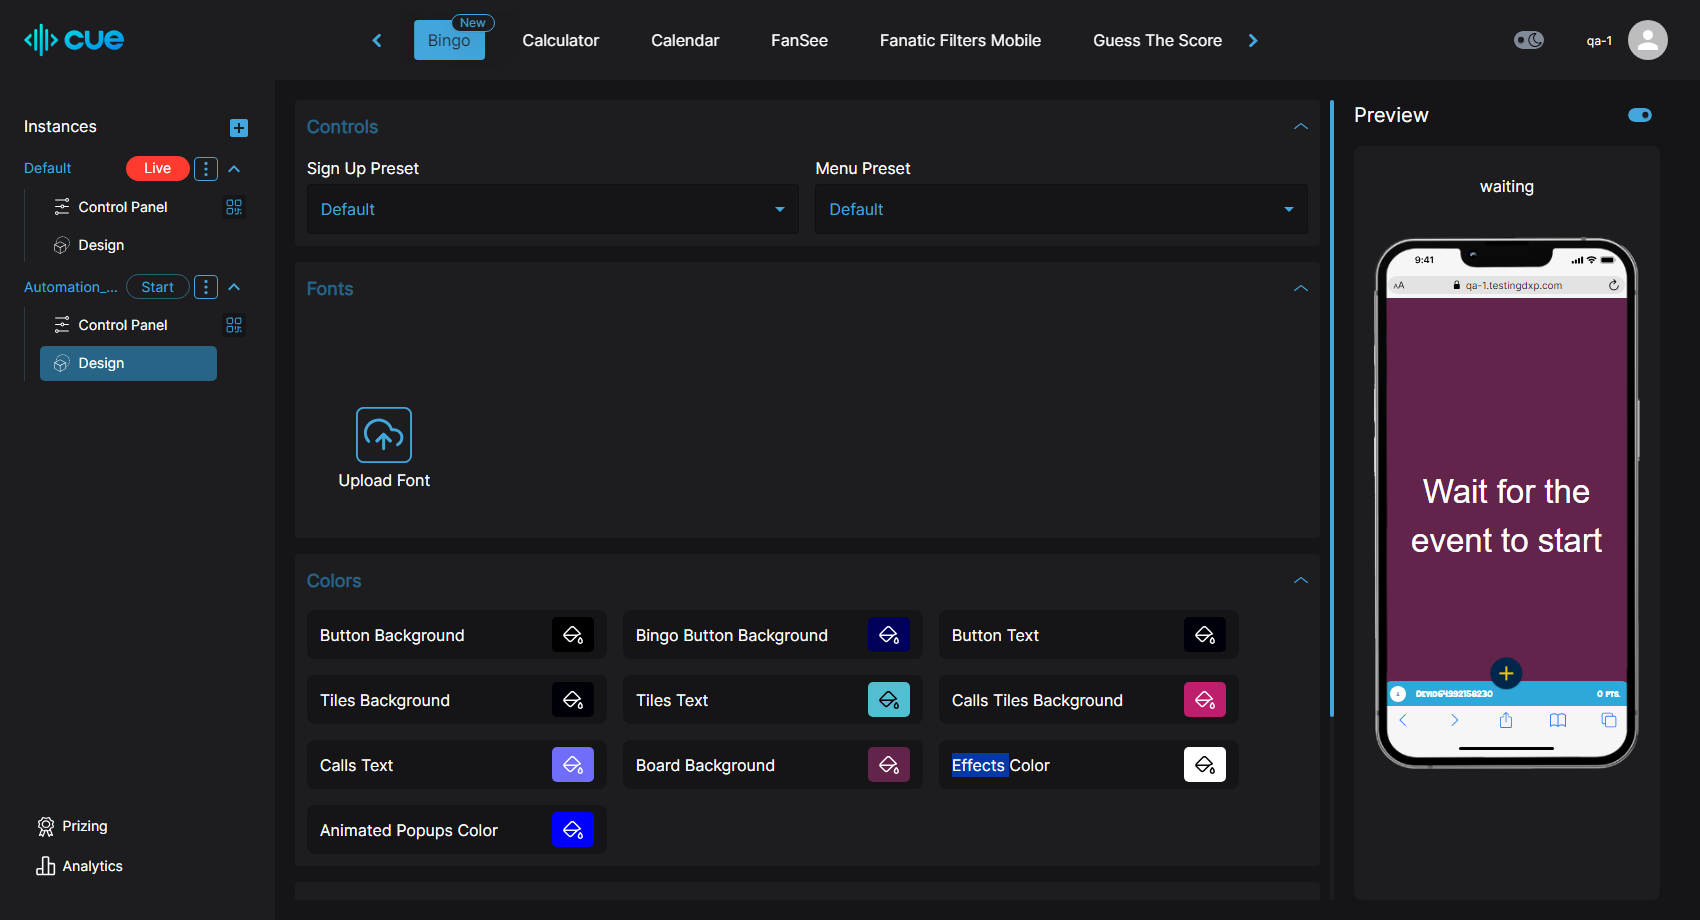 cue
New
Bingo
Calculator
Calendar
FanSee
Fanatic Filters Mobile
Guess The Score
qa-1
Instances
Default
Live
Control Panel
Design
Automation_...
Start
Control Panel
Design
Prizing
Analytics
Controls
Sign Up Preset
Menu Preset
Default
Default
Fonts
Upload Font
Colors
Button Background
Bingo Button Background
Button Text
Tiles Background
Tiles Text
Calls Tiles Background
Calls Text
Board Background
Effects Color
Animated Popups Color
Preview
waiting
9:41
AA
qa-1.testingdxp.com
Wait for the
event to start
0 PTS.